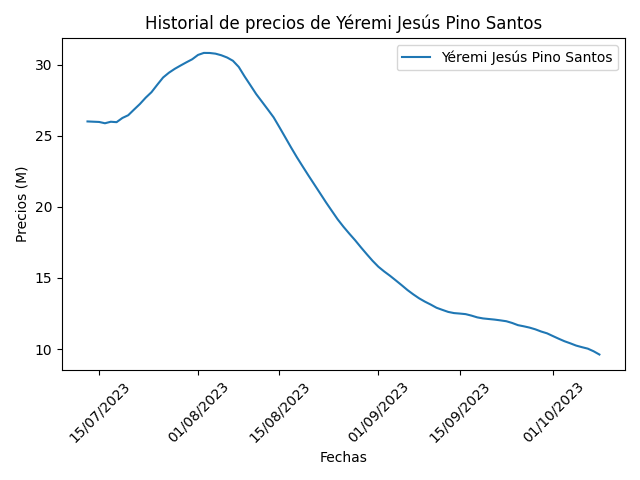 Historial de precios de Yéremi Jesús Pino Santos
Yéremi Jesús Pino Santos
Precios (M)
30
25
20
15
10
15/07/2023
01/08/2023
15/08/2023
01/09/2023
15/09/2023
01/10/2023
Fechas